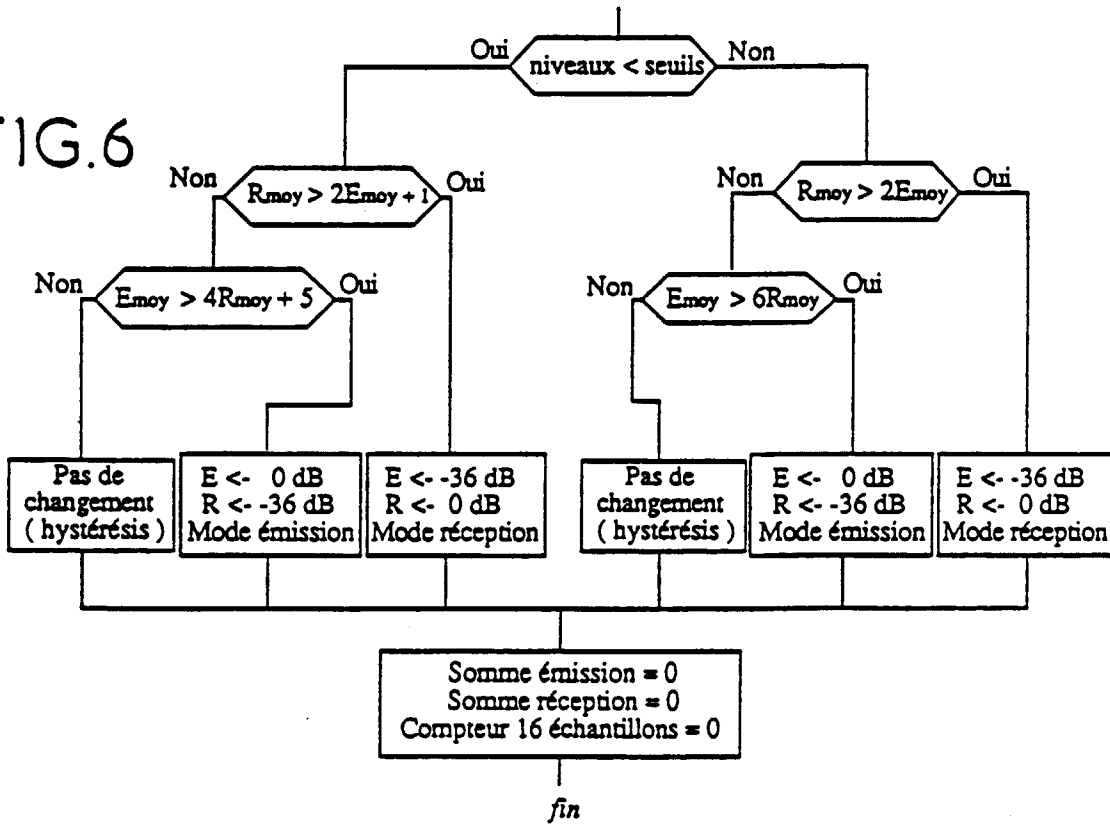 FIG.6
Oui
niveaux < seuils
Non
Non
Rmoy > 2Emoy + 1
Oui
Non
Rmoy > 2Emoy
Oui
Non
Emoy > 4Rmoy + 5
Oui
Non
Emoy > 6Rmoy
Oui
Pas de
changement
( hystérésis )
E <- 0 dB
R <- -36 dB
Mode émission
E <- -36 dB
R <- 0 dB
Mode réception
Pas de
changement
( hystérésis )
E <- 0 dB
R <- -36 dB
Mode émission
E <- -36 dB
R <- 0 dB
Mode réception
Somme émission = 0
Somme réception = 0
Compteur 16 échantillons = 0
fin